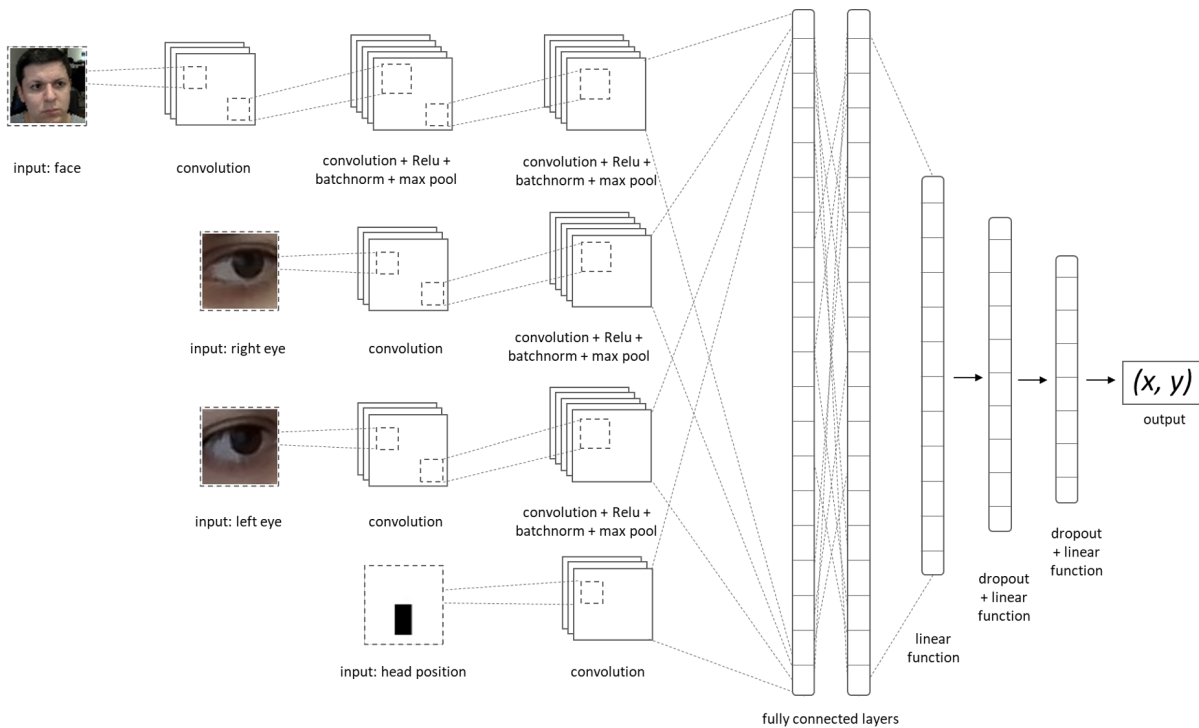 input: face
convolution
convolution + Relu +
batchnorm + max pool
convolution + Relu +
batchnorm + max pool
input: right eye
convolution
convolution + Relu +
batchnorm + max pool
input: left eye
convolution
convolution + Relu +
batchnorm + max pool
input: head position
convolution
fully connected layers
linear
function
dropout
+ linear
function
dropout
+ linear
function
(x, y)
output